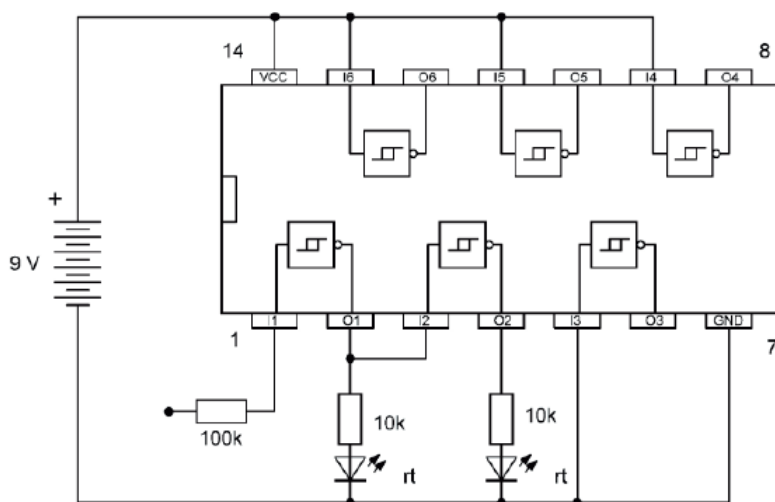 14
8
VCC
I6
O6
I5
O5
I4
O4
+
9 V
I1
O1
I2
O2
I3
O3
GND
1
7
100k
10k
10k
rt
rt